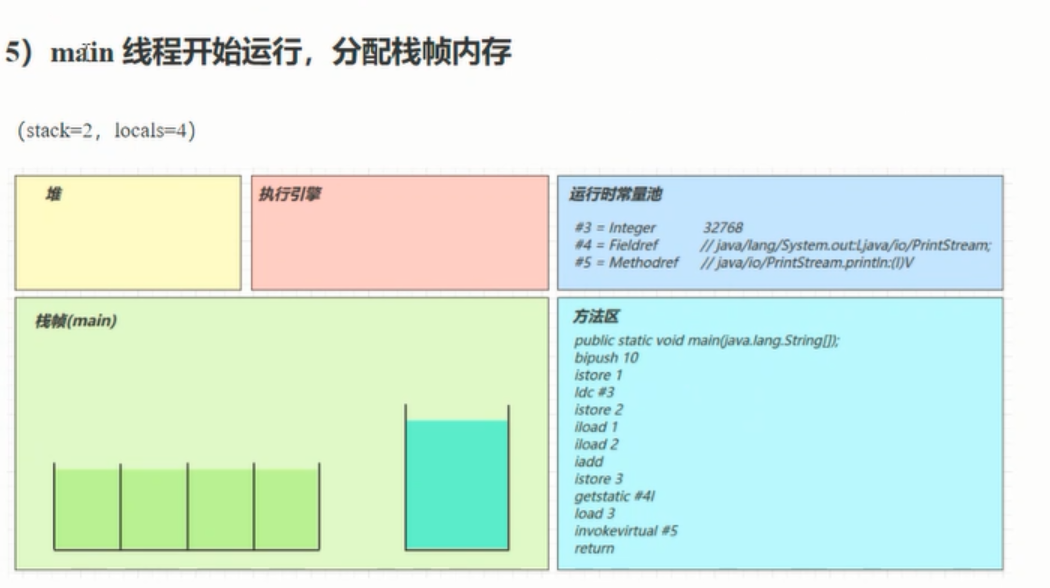 5）main 线程开始运行，分配栈帧内存
（stack=2，locals=4）
堆
执行引擎
运行时常量池
#3 = Integer 32768
#4 = Fieldref // java/lang/System.out:Ljava/io/PrintStream;
#5 = Methodref // java/io/PrintStream.println:(I)V
栈帧(main)
方法区
public static void main(java.lang.String[]);
bipush 10
istore 1
ldc #3
istore 2
iload 1
iload 2
iadd
istore 3
getstatic #4I
load 3
invokevirtual #5
return